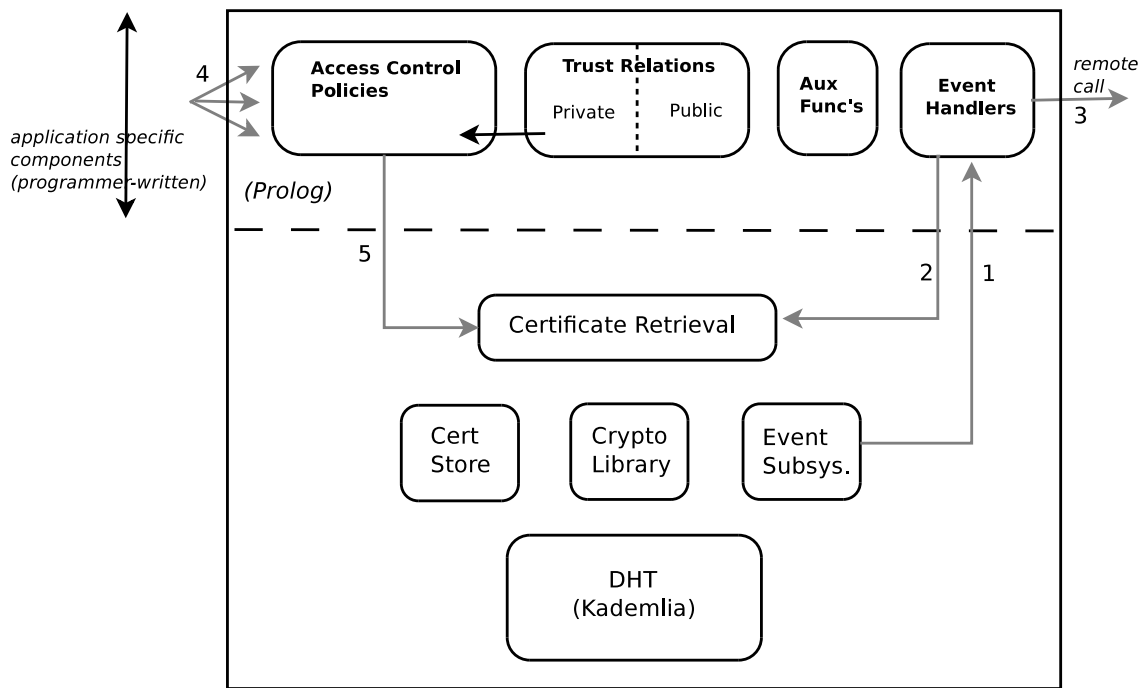 4
Access Control
Policies
Trust Relations
Private
Public
Aux
Func's
Event
Handlers
remote
call
3
application specific
components
(programmer-written)
(Prolog)
5
2
1
Certificate Retrieval
Cert
Store
Crypto
Library
Event
Subsys.
DHT
(Kademlia)